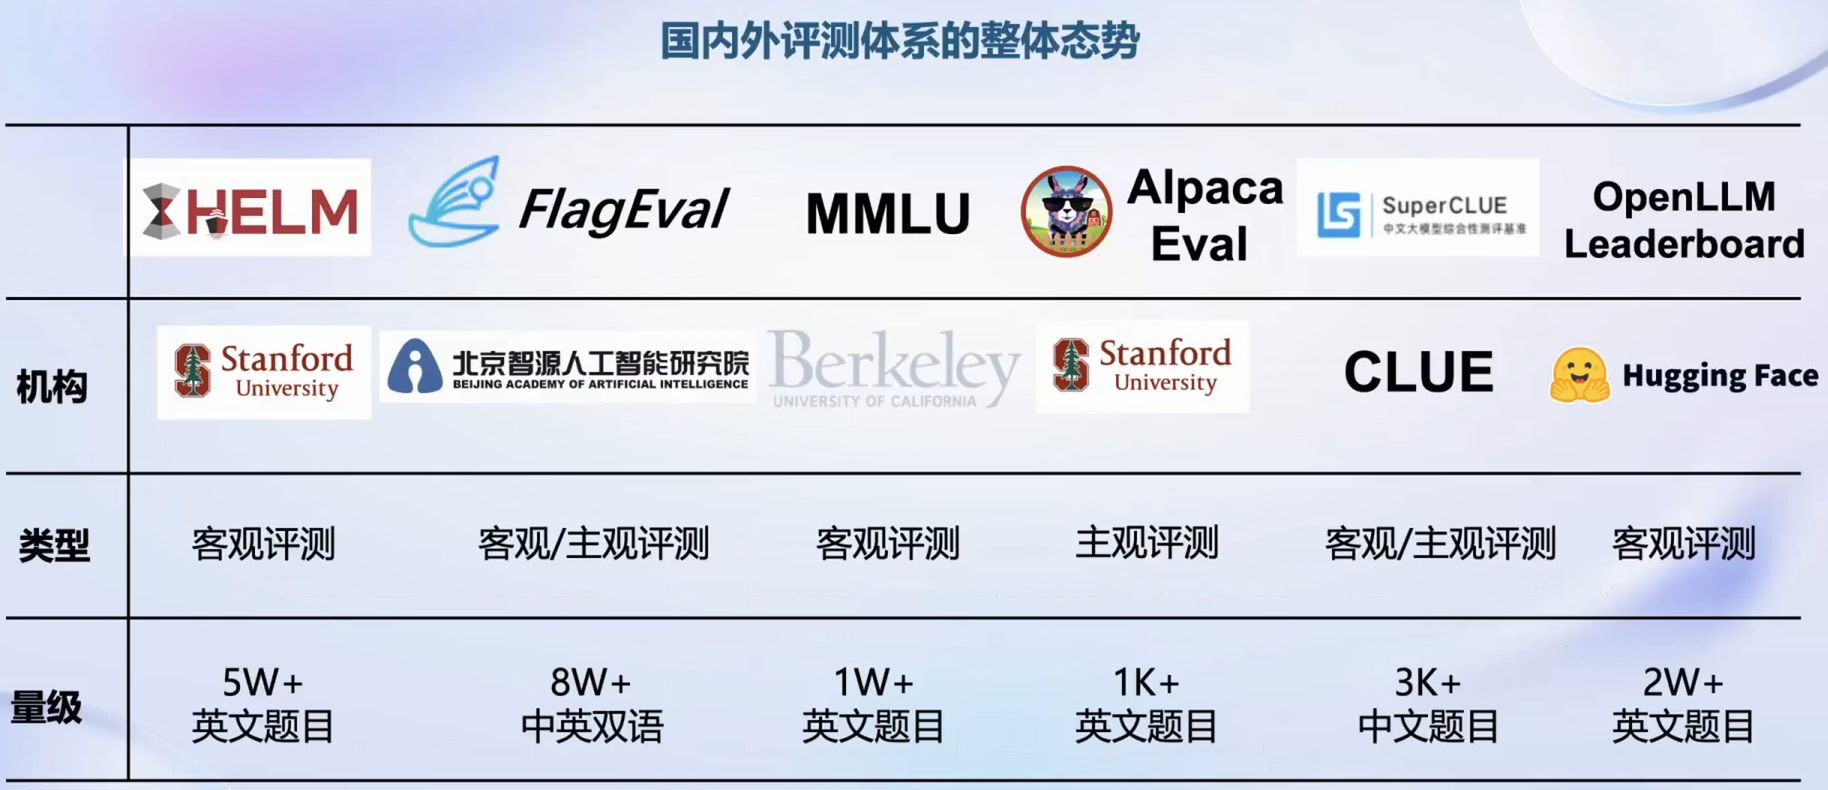 国内外评测体系的整体态势
HELM
FlagEval
MMLU
Alpaca
Eval
SuperCLUE
中文大模型综合性测评基准
OpenLLM
Leaderboard
机构
Stanford
University
北京智源人工智能研究院
BEIJING ACADEMY OF ARTIFICIAL INTELLIGENCE
Berkeley
UNIVERSITY OF CALIFORNIA
Stanford
University
CLUE
Hugging Face
类型
客观评测
客观/主观评测
客观评测
主观评测
客观/主观评测
客观评测
量级
5W+
英文题目
8W+
中英双语
1W+
英文题目
1K+
英文题目
3K+
中文题目
2W+
英文题目